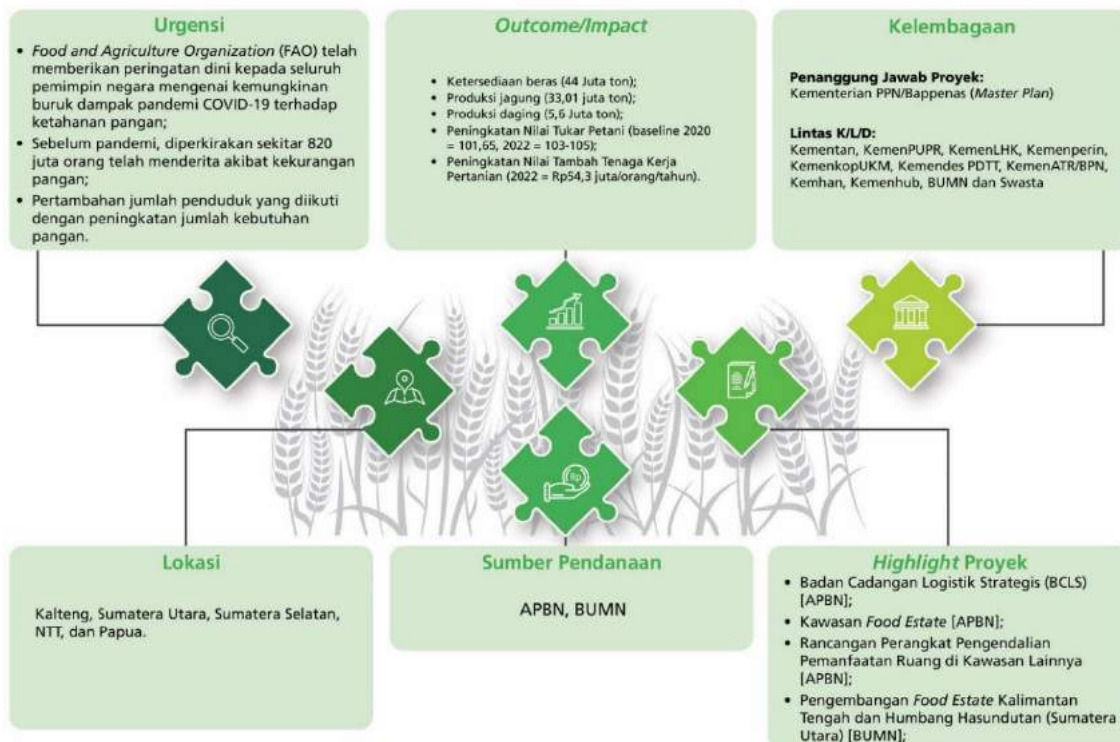 Urgensi
• Food and Agriculture Organization (FAO) telah
memberikan peringatan dini kepada seluruh
pemimpin negara mengenai kemungkinan
buruk dampak pandemi COVID-19 terhadap
ketahanan pangan;
• Sebelum pandemi, diperkirakan sekitar 820
juta orang telah menderita akibat kekurangan
pangan;
• Pertambahan jumlah penduduk yang diikuti
dengan peningkatan jumlah kebutuhan
pangan.
Outcome/Impact
• Ketersediaan beras (44 Juta ton);
• Produksi jagung (33,01 juta ton);
• Produksi daging (5,6 Juta ton);
• Peningkatan Nilai Tukar Petani (baseline 2020
= 101,65, 2022 = 103-105);
• Peningkatan Nilai Tambah Tenaga Kerja
Pertanian (2022 = Rp54,3 juta/orang/tahun).
Kelembagaan
Penanggung Jawab Proyek:
Kementerian PPN/Bappenas (Master Plan)
Lintas K/L/D:
Kementan, KemenPUPR, KemenLHK, Kemenperin,
KemenkopUKM, Kemendes PDTT, KemenATR/BPN,
Kemhan, Kemenhub, BUMN dan Swasta
Rp
Lokasi
Kalteng, Sumatera Utara, Sumatera Selatan,
NTT, dan Papua.
Sumber Pendanaan
APBN, BUMN
Highlight Proyek
• Badan Cadangan Logistik Strategis (BCLS)
[APBN];
• Kawasan Food Estate [APBN];
• Rancangan Perangkat Pengendalian
Pemanfaatan Ruang di Kawasan Lainnya
[APBN];
• Pengembangan Food Estate Kalimantan
Tengah dan Humbang Hasundutan (Sumatera
Utara) [BUMN];